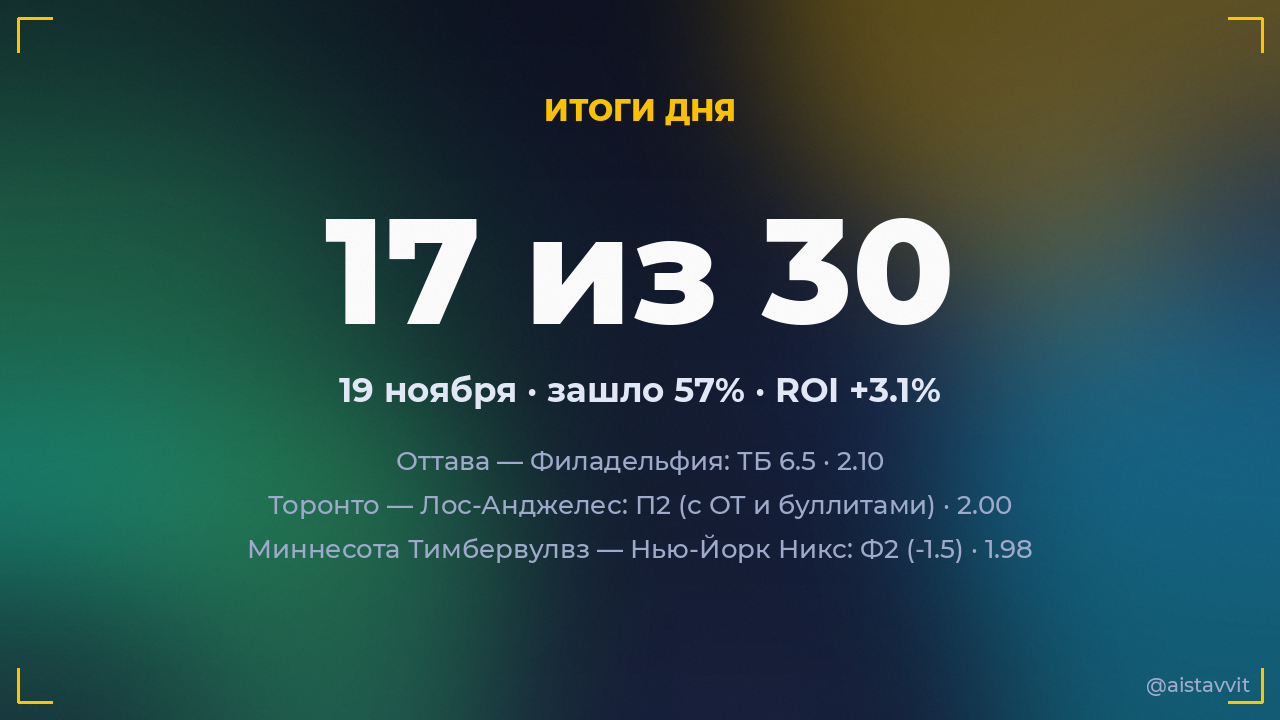 ИТОГИ ДНЯ
17 из 30
19 ноября · зашло 57% · ROI +3.1%
Оттава — Филадельфия: ТБ 6.5 · 2.10
Торонто — Лос-Анджелес: П2 (с ОТ и буллитами) · 2.00
Миннесота Тимбервулвз — Нью-Йорк Никс: Ф2 (-1.5) · 1.98
@aistavvit